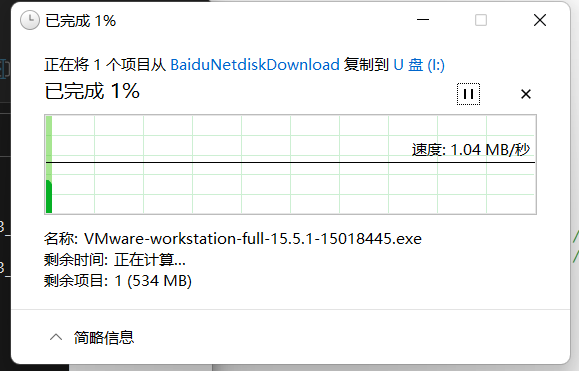 已完成 1%
正在将 1 个项目从 BaiduNetdiskDownload 复制到 U 盘 (I:)
已完成 1%
速度: 1.04 MB/秒
名称: VMware-workstation-full-15.5.1-15018445.exe
剩余时间: 正在计算...
剩余项目: 1 (534 MB)
简略信息